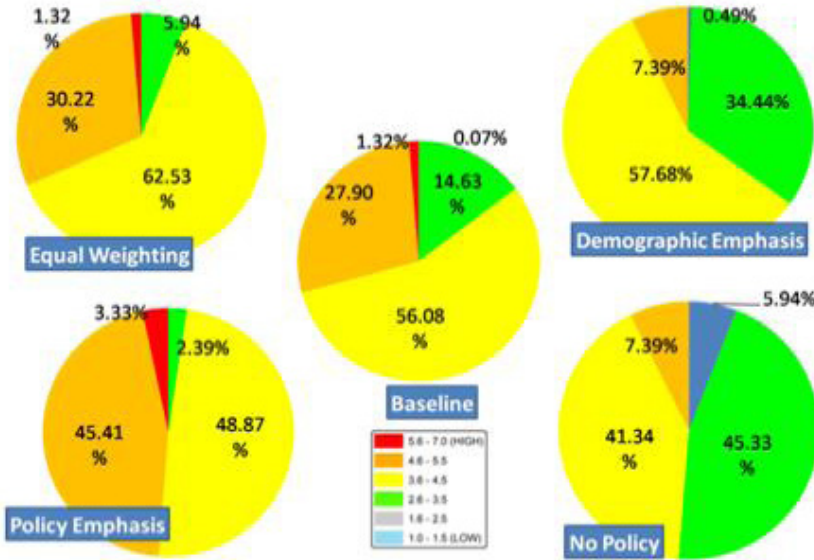 1.32
%
5.94
%
30.22
%
62.53
%
Equal Weighting
0.49%
7.39%
34.44%
57.68%
Demographic Emphasis
1.32%
0.07%
27.90
%
14.63
%
56.08
%
Baseline
3.33%
2.39%
45.41
%
48.87
%
Policy Emphasis
5.6 - 7.0 (HIGH)
4.6 - 5.5
3.6 - 4.5
2.6 - 3.5
1.6 - 2.5
1.0 - 1.5 (LOW)
5.94%
7.39%
41.34
%
45.33
%
No Policy